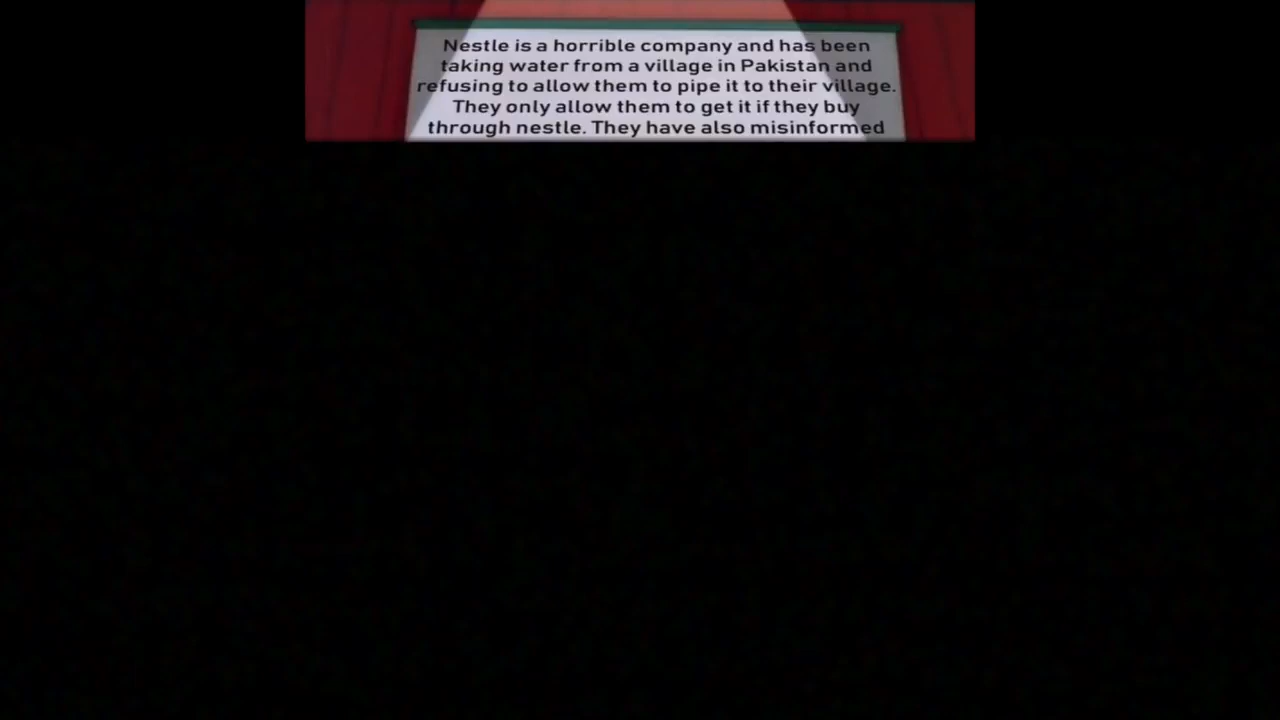 Nestle is a horrible company and has been
taking water from a village in Pakistan and
refusing to allow them to pipe it to their village.
They only allow them to get it if they buy
through nestle. They have also misinformed